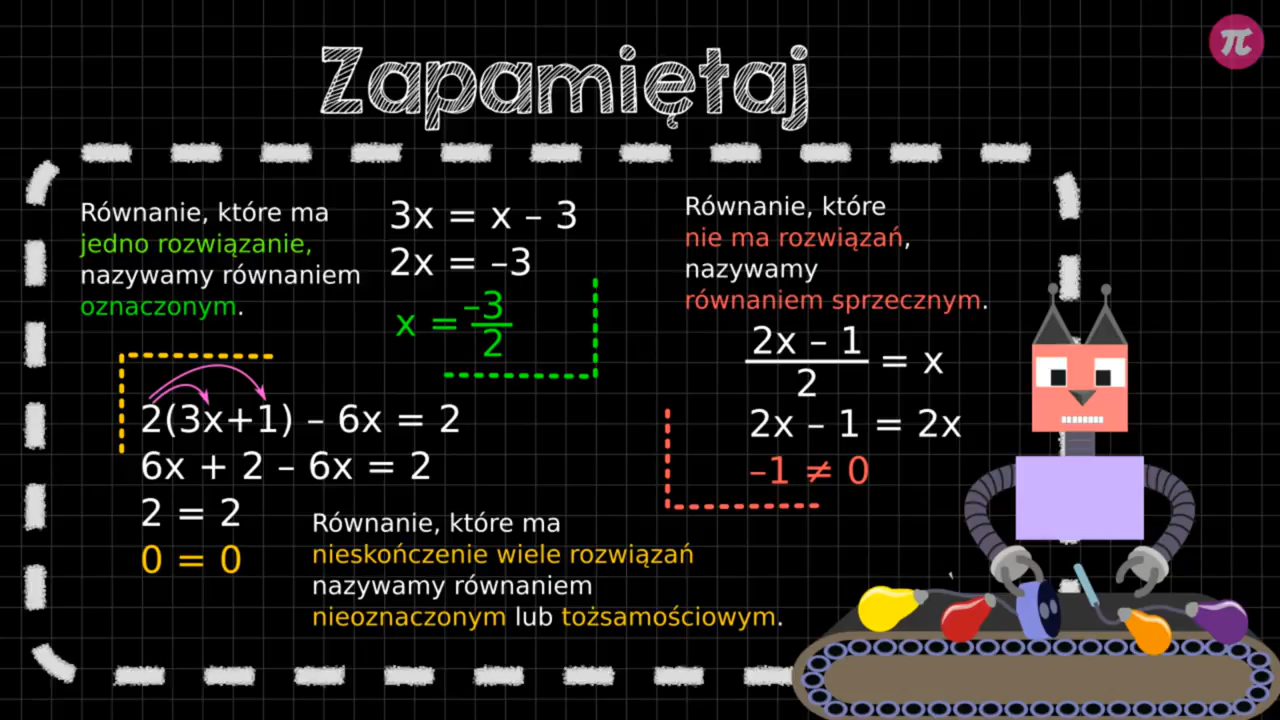 π
Zapamiętaj
Równanie, które ma
jedno rozwiązanie,
nazywamy równaniem
oznaczonym.
3x = x – 3
2x = –3
x = –3/2
Równanie, które
nie ma rozwiązań,
nazywamy
równaniem sprzecznym.
(2x – 1)/2 = x
2x – 1 = 2x
–1 ≠ 0
2(3x+1) – 6x = 2
6x + 2 – 6x = 2
2 = 2
0 = 0
Równanie, które ma
nieskończenie wiele rozwiązań
nazywamy równaniem
nieoznaczonym lub tożsamościowym.